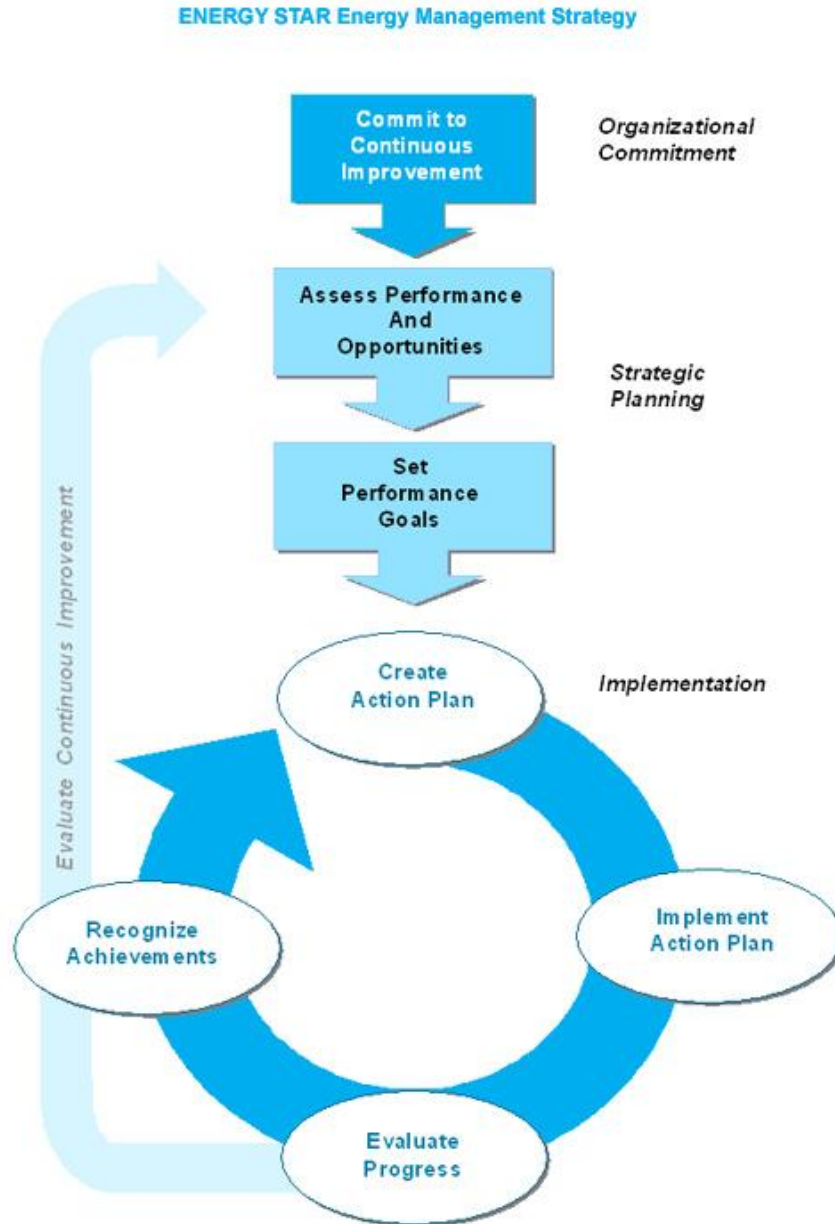 ENERGY STAR Energy Management Strategy
Commit to
Continuous
Improvement
Organizational
Commitment
Assess Performance
And
Opportunities
Strategic
Planning
Set
Performance
Goals
Evaluate Continuous Improvement
Create
Action Plan
Implementation
Implement
Action Plan
Recognize
Achievements
Evaluate
Progress